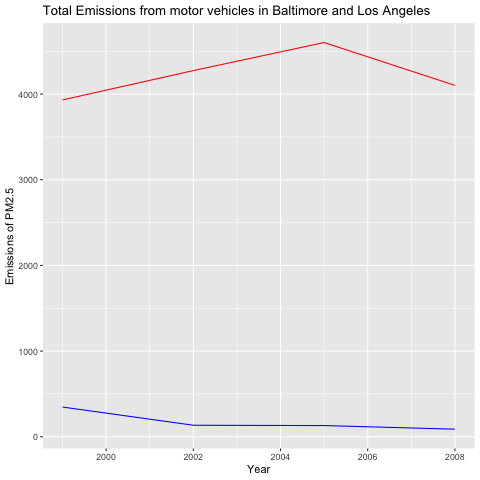 Total Emissions from motor vehicles in Baltimore and Los Angeles
Emissions of PM2.5
4000
3000
2000
1000
0
2000 2002 2004 2006 2008
Year